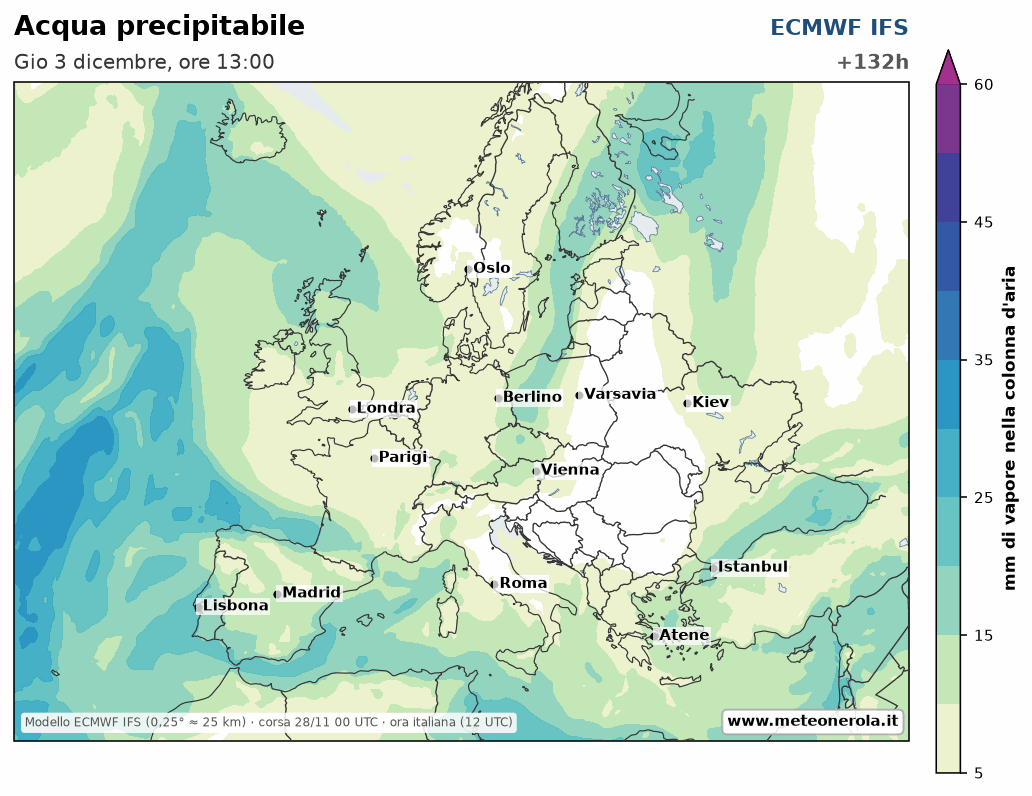 Acqua precipitabile
ECMWF IFS
Gio 3 dicembre, ore 13:00
+132h
60
45
35
25
15
5
mm di vapore nella colonna d'aria
Oslo
Berlino
Varsavia
Kiev
Londra
Parigi
Vienna
Istanbul
Roma
Madrid
Lisbona
Atene
Modello ECMWF IFS (0,25° ≈ 25 km) · corsa 28/11 00 UTC · ora italiana (12 UTC)
www.meteonerola.it